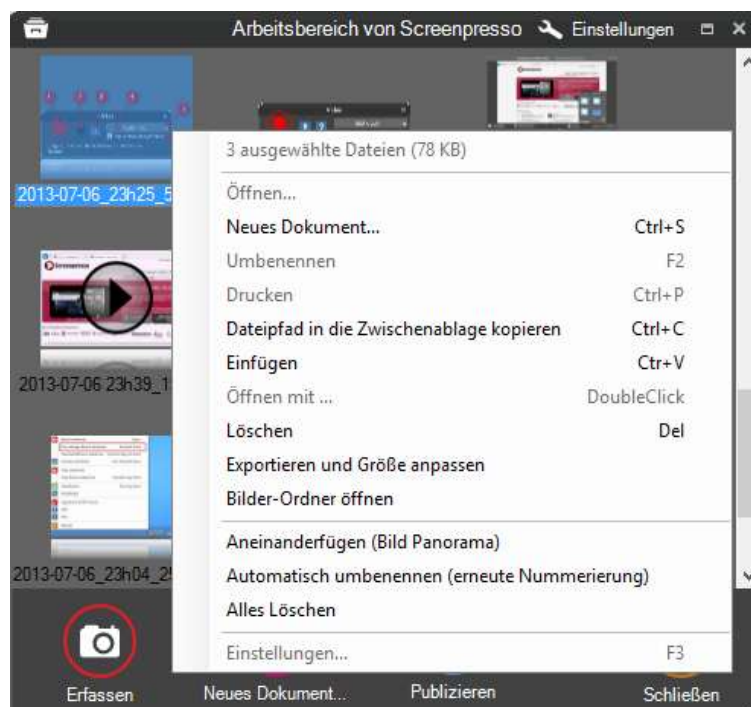 Arbeitsbereich von Screenpresso Einstellungen
3 ausgewählte Dateien (78 KB)
Öffnen...
2013-07-06_23h25_5
Neues Dokument... Ctrl+S
Umbenennen F2
Drucken Ctrl+P
Dateipfad in die Zwischenablage kopieren Ctrl+C
Einfügen Ctr+V
2013-07-06 23h39_1
Öffnen mit ... DoubleClick
Löschen Del
Exportieren und Größe anpassen
Bilder-Ordner öffnen
Aneinanderfügen (Bild Panorama)
2013-07-06_23h04_2
Automatisch umbenennen (erneute Nummerierung)
Alles Löschen
Einstellungen... F3
Erfassen Neues Dokument... Publizieren Schließen